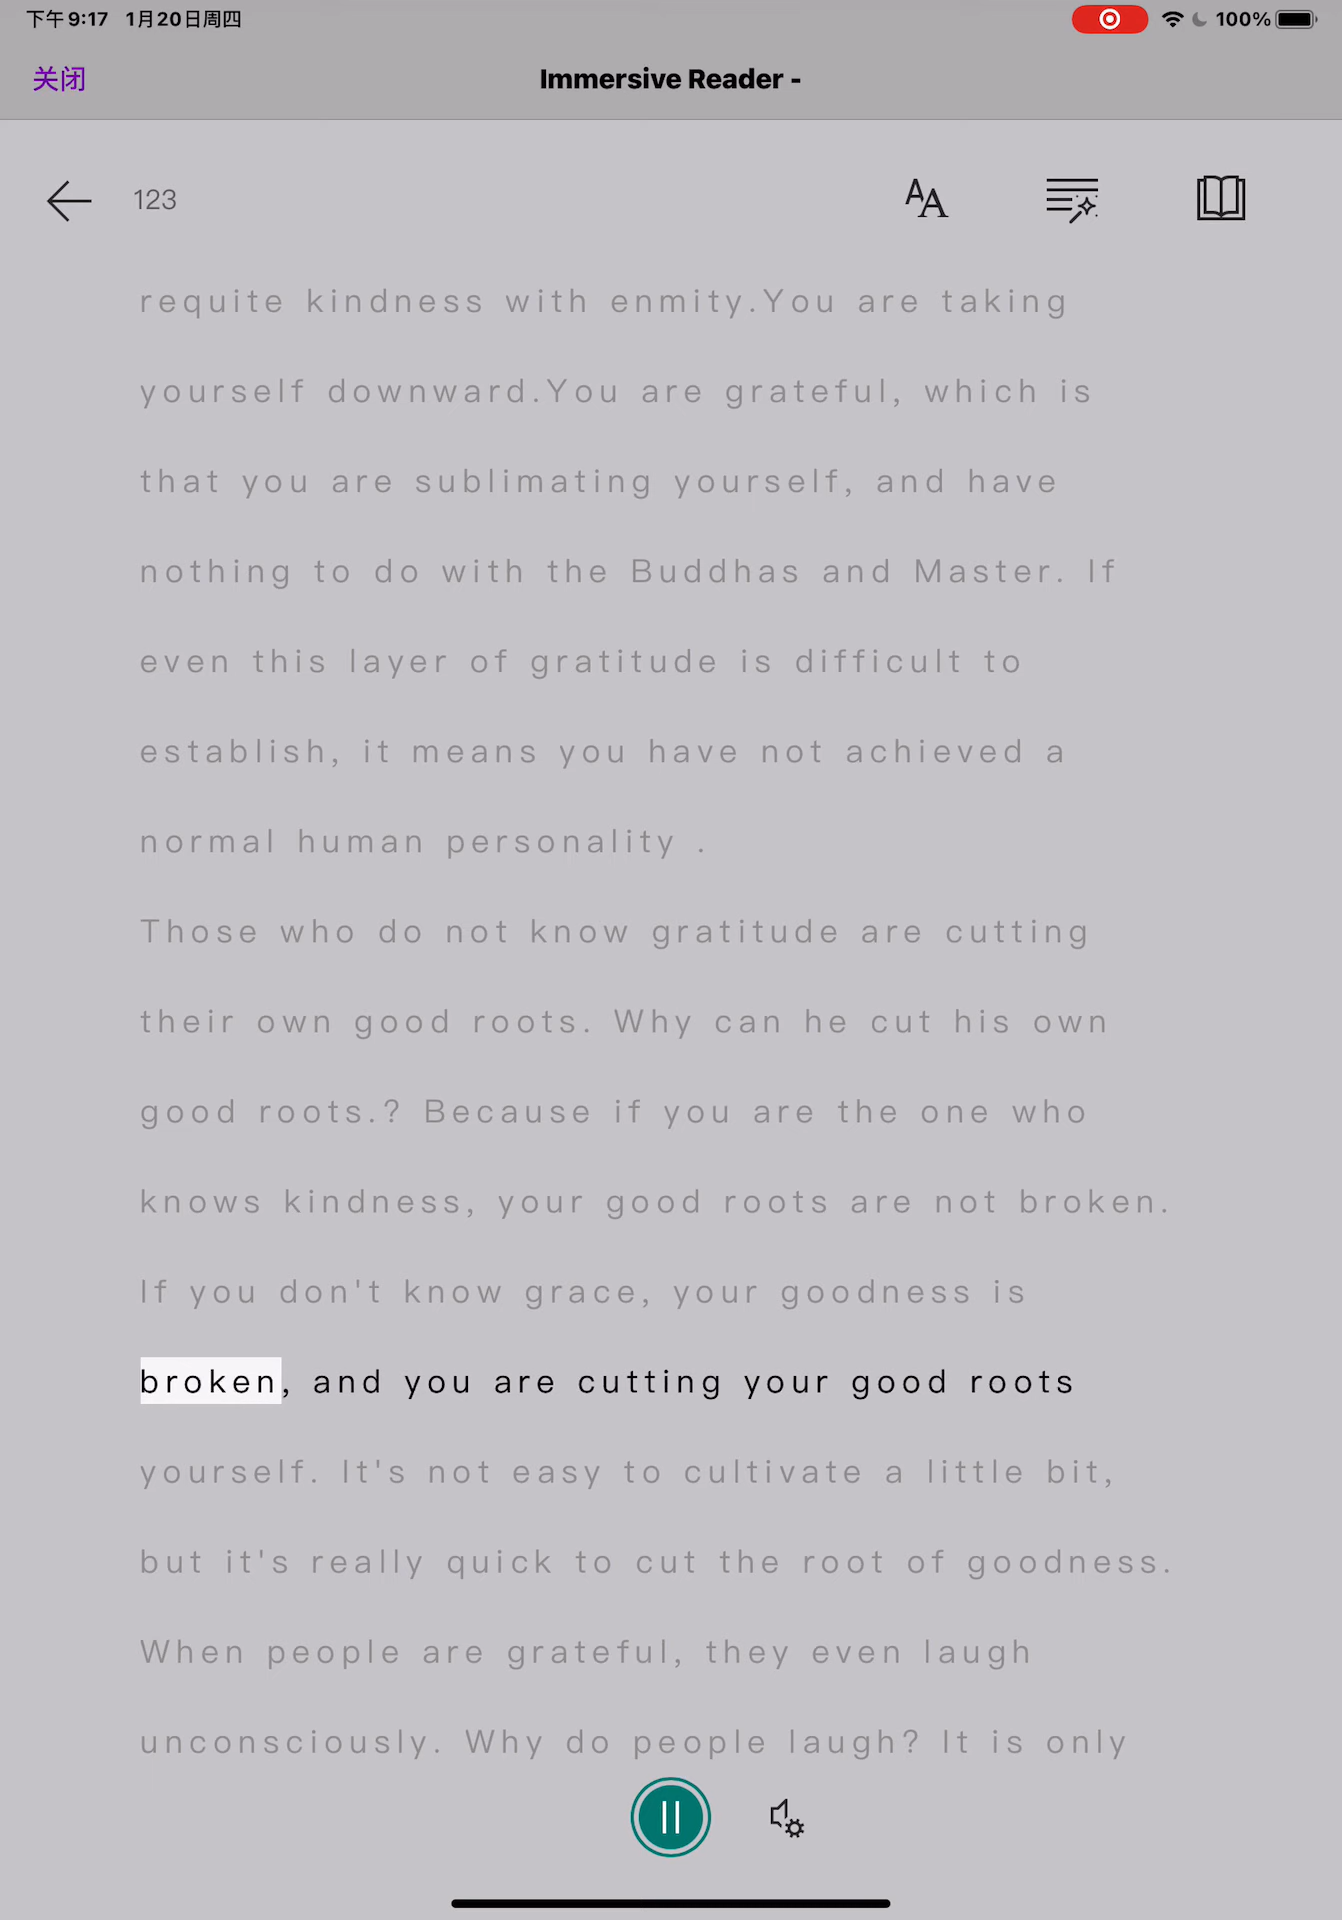 下午9:17 1月20日周四 100%
关闭 Immersive Reader -
123
requite kindness with enmity.You are taking
yourself downward.You are grateful, which is
that you are sublimating yourself, and have
nothing to do with the Buddhas and Master. If
even this layer of gratitude is difficult to
establish, it means you have not achieved a
normal human personality .
Those who do not know gratitude are cutting
their own good roots. Why can he cut his own
good roots.? Because if you are the one who
knows kindness, your good roots are not broken.
If you don't know grace, your goodness is
broken, and you are cutting your good roots
yourself. It's not easy to cultivate a little bit,
but it's really quick to cut the root of goodness.
When people are grateful, they even laugh
unconsciously. Why do people laugh? It is only